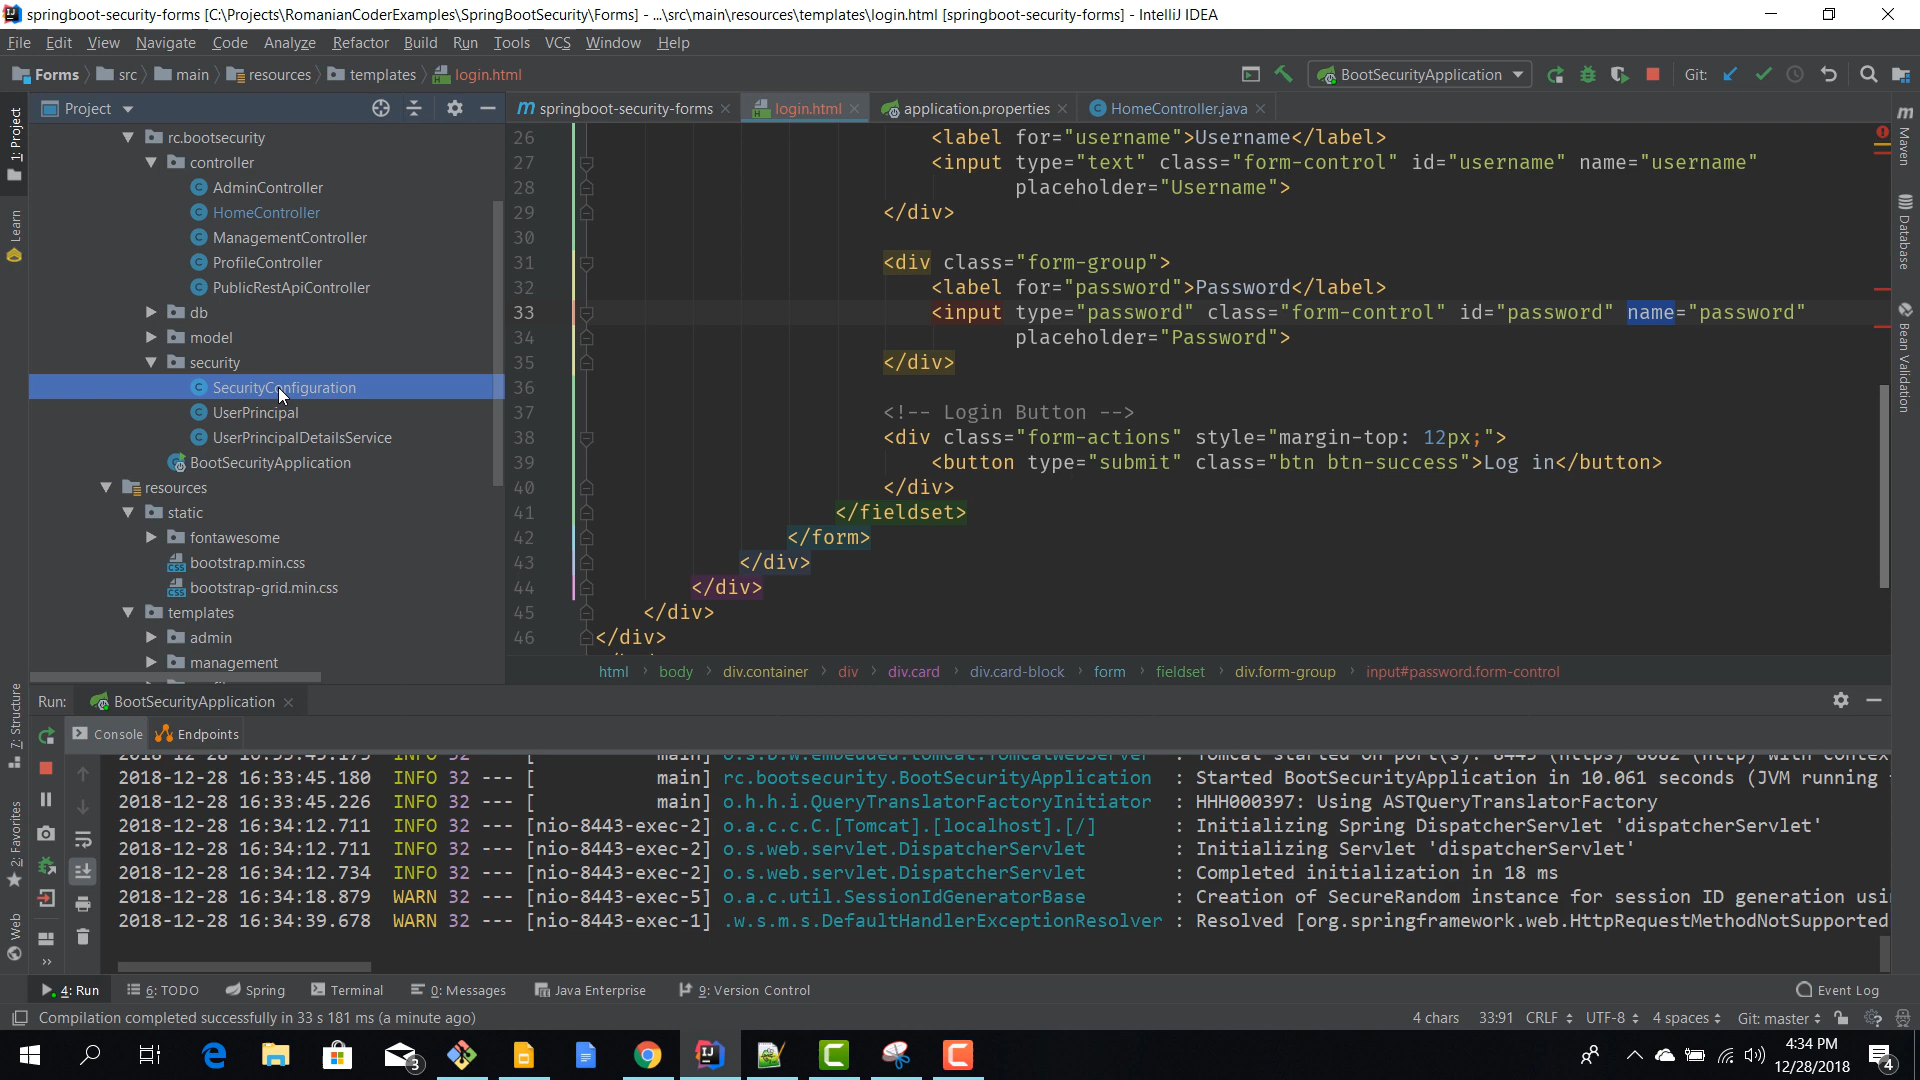 springboot-security-forms [C:\Projects\RomanianCoderExamples\SpringBootSecurity\Forms] - ...\src\main\resources\templates\login.html [springboot-security-forms] - IntelliJ IDEA
File Edit View Navigate Code Analyze Refactor Build Run Tools VCS Window Help
Forms src main resources templates login.html BootSecurityApplication Git:
Project springboot-security-forms login.html application.properties HomeController.java
rc.bootsecurity
controller
AdminController
HomeController
ManagementController
ProfileController
PublicRestApiController
db
model
security
SecurityConfiguration
UserPrincipal
UserPrincipalDetailsService
BootSecurityApplication
resources
static
fontawesome
bootstrap.min.css
bootstrap-grid.min.css
templates
admin
management
1: Project
Learn
7: Structure
2: Favorites
Web
26 <label for="username">Username</label>
27 <input type="text" class="form-control" id="username" name="username"
28 placeholder="Username">
29 </div>
30
31 <div class="form-group">
32 <label for="password">Password</label>
33 <input type="password" class="form-control" id="password" name="password"
34 placeholder="Password">
35 </div>
36
37 <!-- Login Button -->
38 <div class="form-actions" style="margin-top: 12px;">
39 <button type="submit" class="btn btn-success">Log in</button>
40 </div>
41 </fieldset>
42 </form>
43 </div>
44 </div>
45 </div>
46 </div>
html body div.container div div.card div.card-block form fieldset div.form-group input#password.form-control
Maven
Database
Bean Validation
Run: BootSecurityApplication
Console Endpoints
2018-12-28 16:33:45.180 INFO 32 --- [ main] rc.bootsecurity.BootSecurityApplication : Started BootSecurityApplication in 10.061 seconds (JVM running
2018-12-28 16:33:45.226 INFO 32 --- [ main] o.h.h.i.QueryTranslatorFactoryInitiator : HHH000397: Using ASTQueryTranslatorFactory
2018-12-28 16:34:12.711 INFO 32 --- [nio-8443-exec-2] o.a.c.c.C.[Tomcat].[localhost].[/] : Initializing Spring DispatcherServlet 'dispatcherServlet'
2018-12-28 16:34:12.711 INFO 32 --- [nio-8443-exec-2] o.s.web.servlet.DispatcherServlet : Initializing Servlet 'dispatcherServlet'
2018-12-28 16:34:12.734 INFO 32 --- [nio-8443-exec-2] o.s.web.servlet.DispatcherServlet : Completed initialization in 18 ms
2018-12-28 16:34:18.879 WARN 32 --- [nio-8443-exec-5] o.a.c.util.SessionIdGeneratorBase : Creation of SecureRandom instance for session ID generation usi
2018-12-28 16:34:39.678 WARN 32 --- [nio-8443-exec-1] .w.s.m.s.DefaultHandlerExceptionResolver : Resolved [org.springframework.web.HttpRequestMethodNotSupported
4: Run 6: TODO Spring Terminal 0: Messages Java Enterprise 9: Version Control Event Log
Compilation completed successfully in 33 s 181 ms (a minute ago) 4 chars 33:91 CRLF UTF-8 4 spaces Git: master
3 4:34 PM
12/28/2018 4